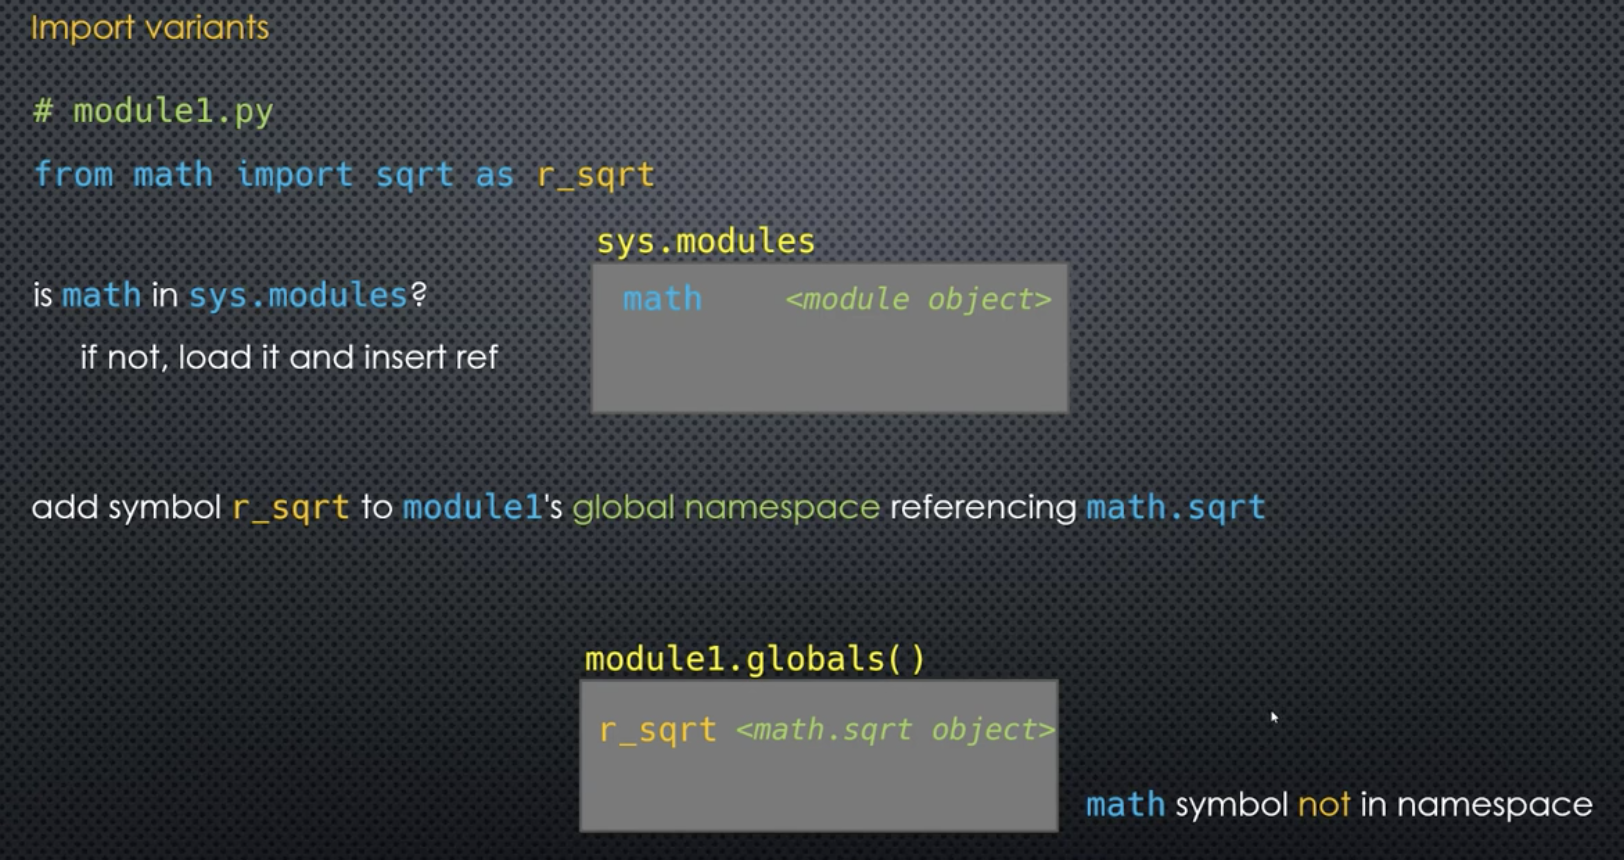 Import variants
# module1.py
from math import sqrt as r_sqrt
sys.modules
is math in sys.modules?
math <module object>
if not, load it and insert ref
add symbol r_sqrt to module1's global namespace referencing math.sqrt
module1.globals()
r_sqrt <math.sqrt object>
math symbol not in namespace